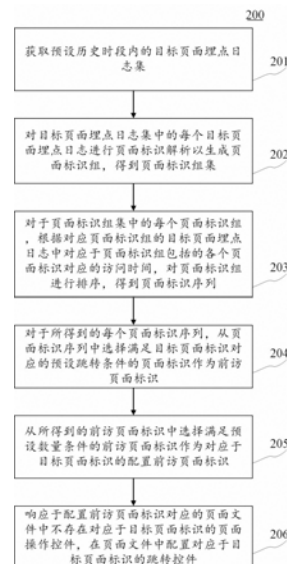 200
获取预设历史时段内的目标页面埋点日
志集
201
对目标页面埋点日志集中的每个目标页
面埋点日志进行页面标识解析以生成页
面标识组，得到页面标识组集
202
对于页面标识组集中的每个页面标识组
，根据对应页面标识组的目标页面埋点
日志中对应于页面标识组包括的各个页
面标识对应的访问时间，对页面标识组
进行排序，得到页面标识序列
203
对于所得到的每个页面标识序列，从页
面标识序列中选择满足目标页面标识对
应的预设跳转条件的页面标识作为前访
页面标识
204
从所得到的前访页面标识中选择满足预
设数量条件的前访页面标识作为对应于
目标页面标识的配置前访页面标识
205
响应于配置前访页面标识对应的页面文
件中不存在对应于目标页面标识的页面
操作控件，在页面文件中配置对应于目
标页面标识的跳转控件
206